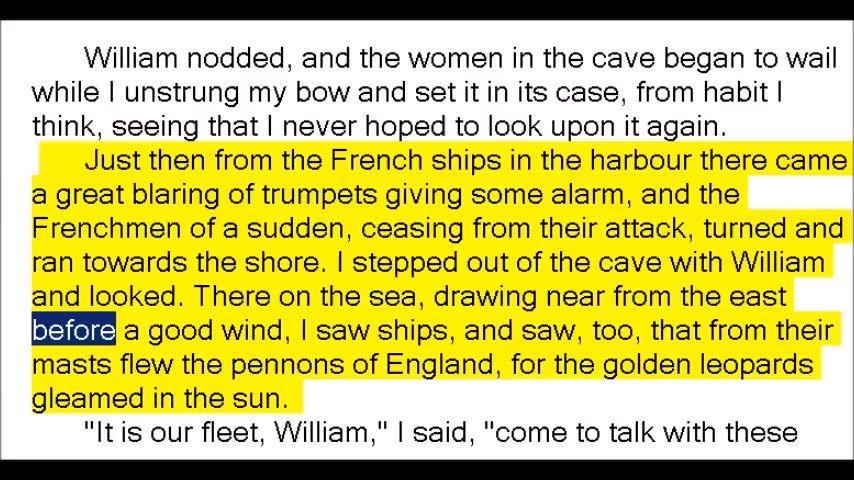 William nodded, and the women in the cave began to wail
while I unstrung my bow and set it in its case, from habit I
think, seeing that I never hoped to look upon it again.
Just then from the French ships in the harbour there came
a great blaring of trumpets giving some alarm, and the
Frenchmen of a sudden, ceasing from their attack, turned and
ran towards the shore. I stepped out of the cave with William
and looked. There on the sea, drawing near from the east
before a good wind, I saw ships, and saw, too, that from their
masts flew the pennons of England, for the golden leopards
gleamed in the sun.
"It is our fleet, William," I said, "come to talk with these